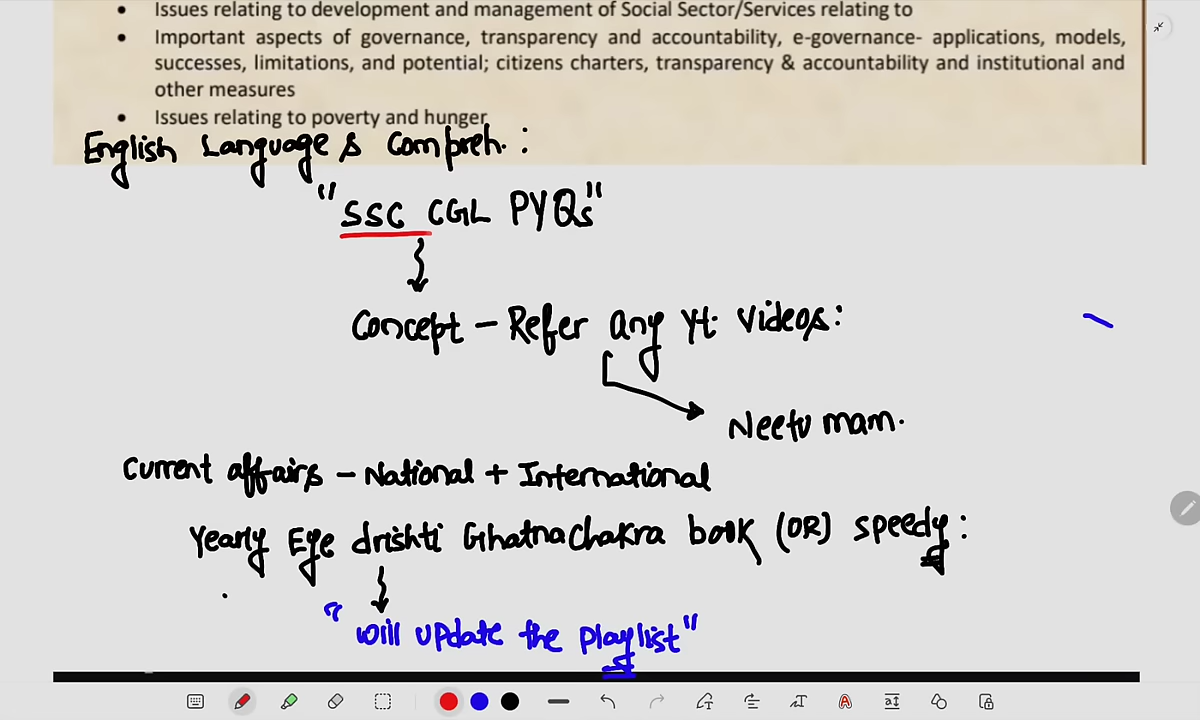 • Issues relating to development and management of Social Sector/Services relating to
• Important aspects of governance, transparency and accountability, e-governance- applications, models,
successes, limitations, and potential; citizens charters, transparency & accountability and institutional and
other measures
• Issues relating to poverty and hunger
English Language & Compreh. :
"SSC CGL PYQs"
Concept - Refer any yt. videos:
Neetu mam.
Current affairs - National + International
Yearly Eye drishti GhatnaChakra book (OR) speedy:
"will update the playlist"